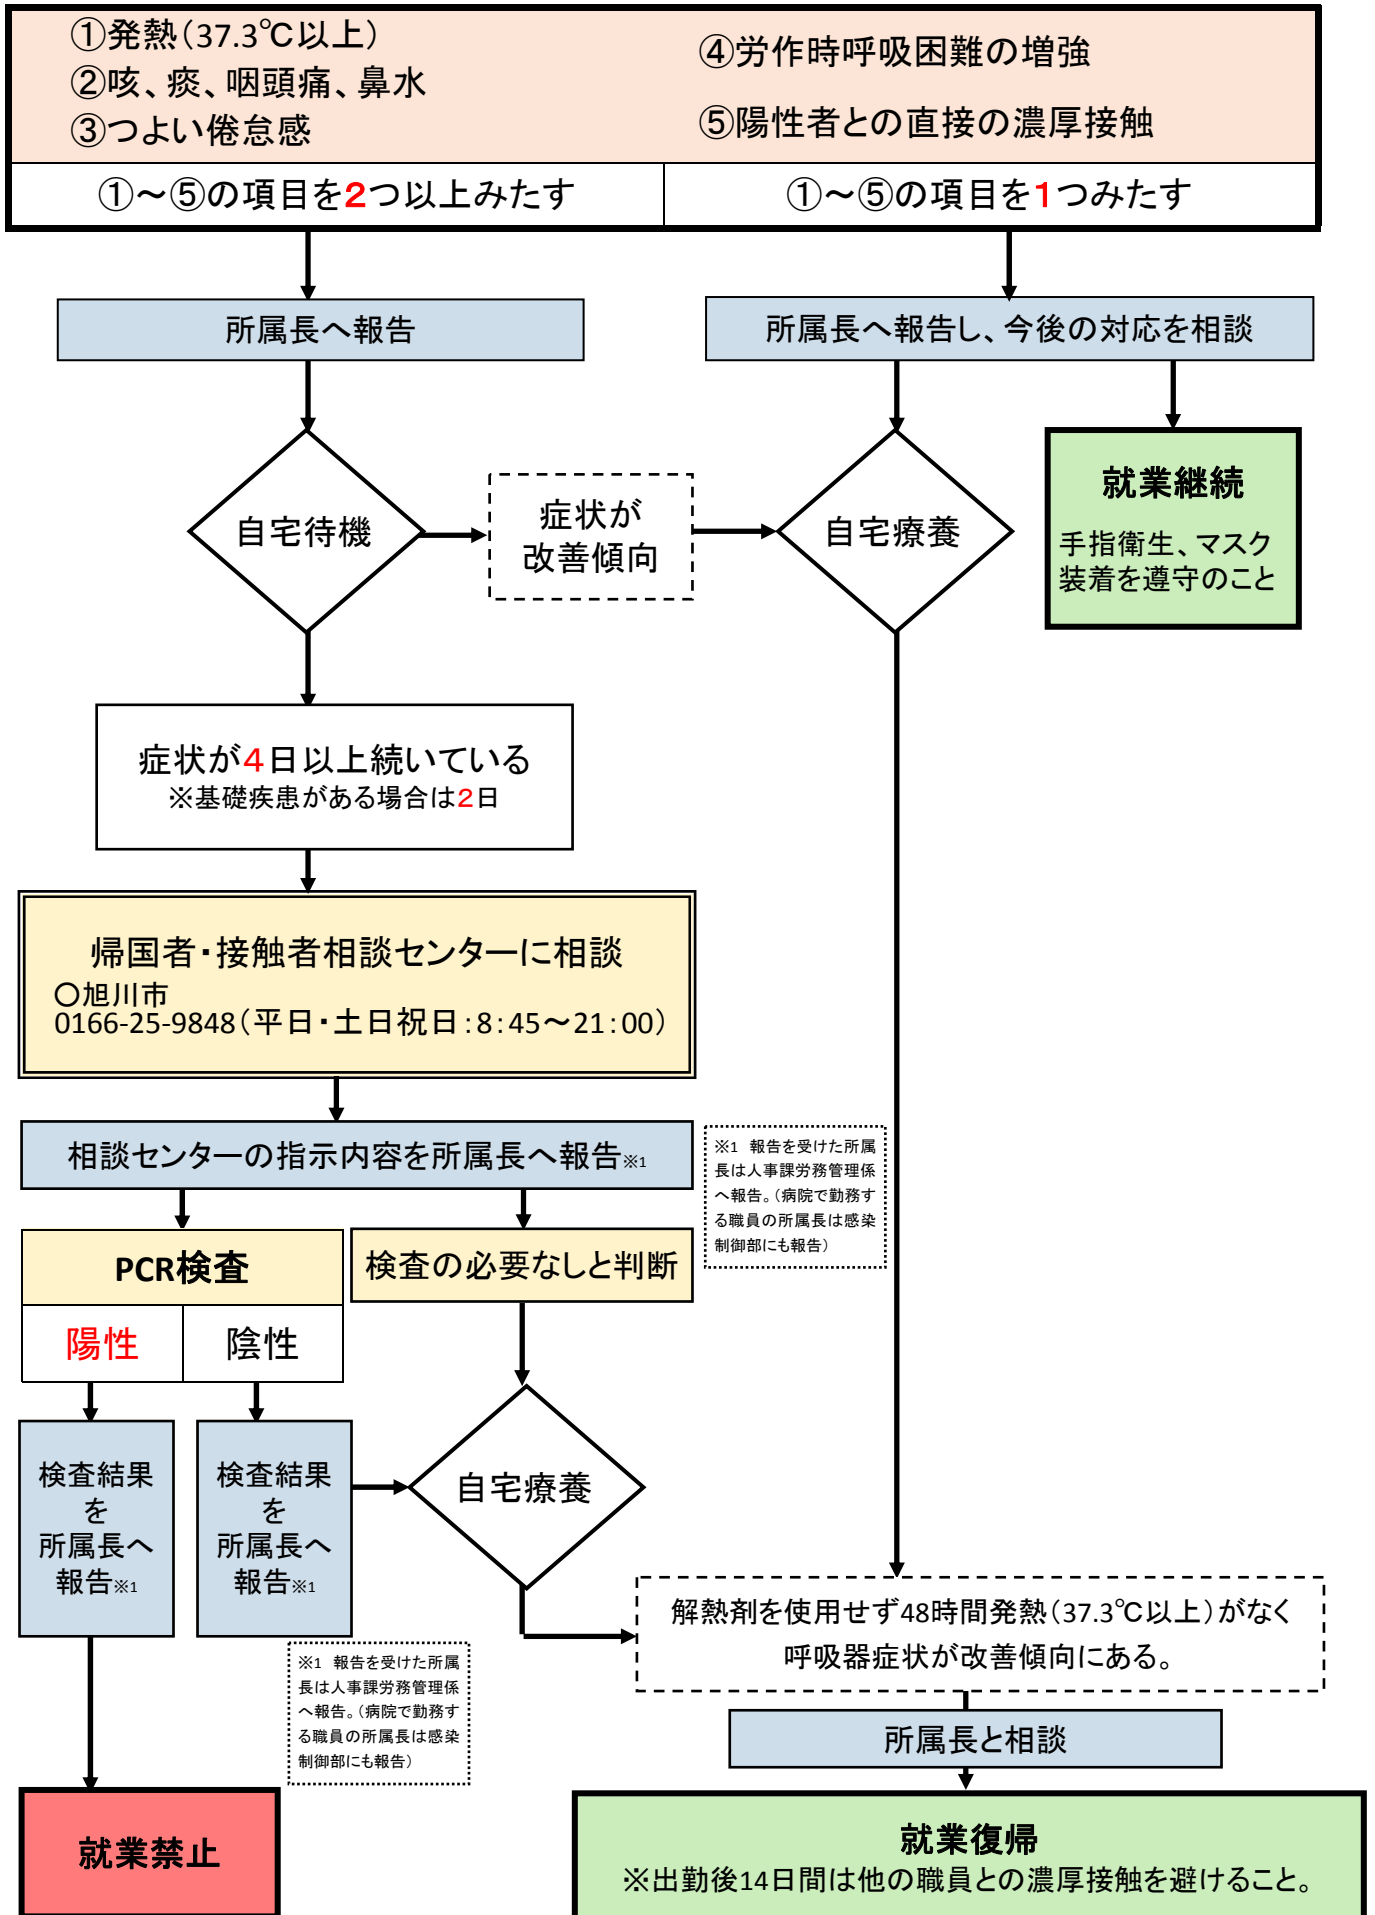 ①発熱(37.3℃以上)
②咳、痰、咽頭痛、鼻水
③つよい倦怠感
④労作時呼吸困難の増強
⑤陽性者との直接の濃厚接触
①～⑤の項目を2つ以上みたす
①～⑤の項目を1つみたす
所属長へ報告
所属長へ報告し、今後の対応を相談
自宅待機
症状が
改善傾向
自宅療養
就業継続
手指衛生、マスク
装着を遵守のこと
症状が4日以上続いている
※基礎疾患がある場合は2日
帰国者・接触者相談センターに相談
○旭川市
0166-25-9848(平日・土日祝日:8:45～21:00)
相談センターの指示内容を所属長へ報告※1
※1 報告を受けた所属
長は人事課労務管理係
へ報告。(病院で勤務す
る職員の所属長は感染
制御部にも報告)
PCR検査
検査の必要なしと判断
陽性
陰性
検査結果
を
所属長へ
報告※1
検査結果
を
所属長へ
報告※1
自宅療養
解熱剤を使用せず48時間発熱(37.3℃以上)がなく
呼吸器症状が改善傾向にある。
※1 報告を受けた所属
長は人事課労務管理係
へ報告。(病院で勤務す
る職員の所属長は感染
制御部にも報告)
所属長と相談
就業禁止
就業復帰
※出勤後14日間は他の職員との濃厚接触を避けること。